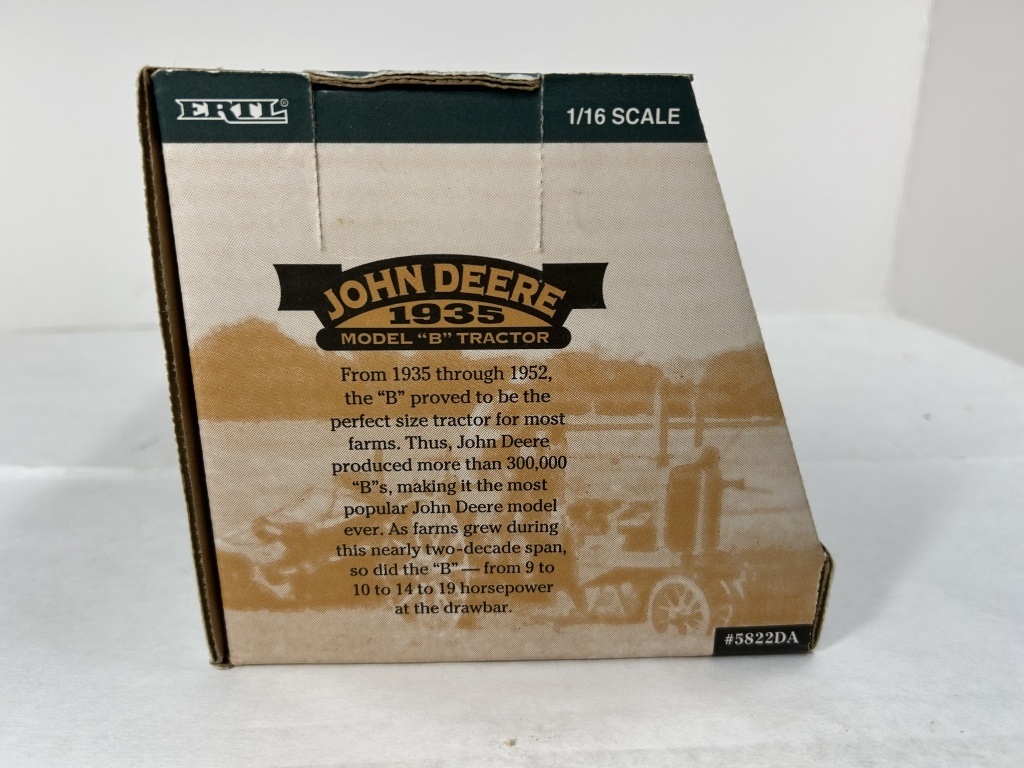 ERTL®
1/16 SCALE
JOHN DEERE
1935
MODEL “B” TRACTOR
From 1935 through 1952,
the “B” proved to be the
perfect size tractor for most
farms. Thus, John Deere
produced more than 300,000
“B”s, making it the most
popular John Deere model
ever. As farms grew during
this nearly two-decade span,
so did the “B” — from 9 to
10 to 14 to 19 horsepower
at the drawbar.
#5822DA